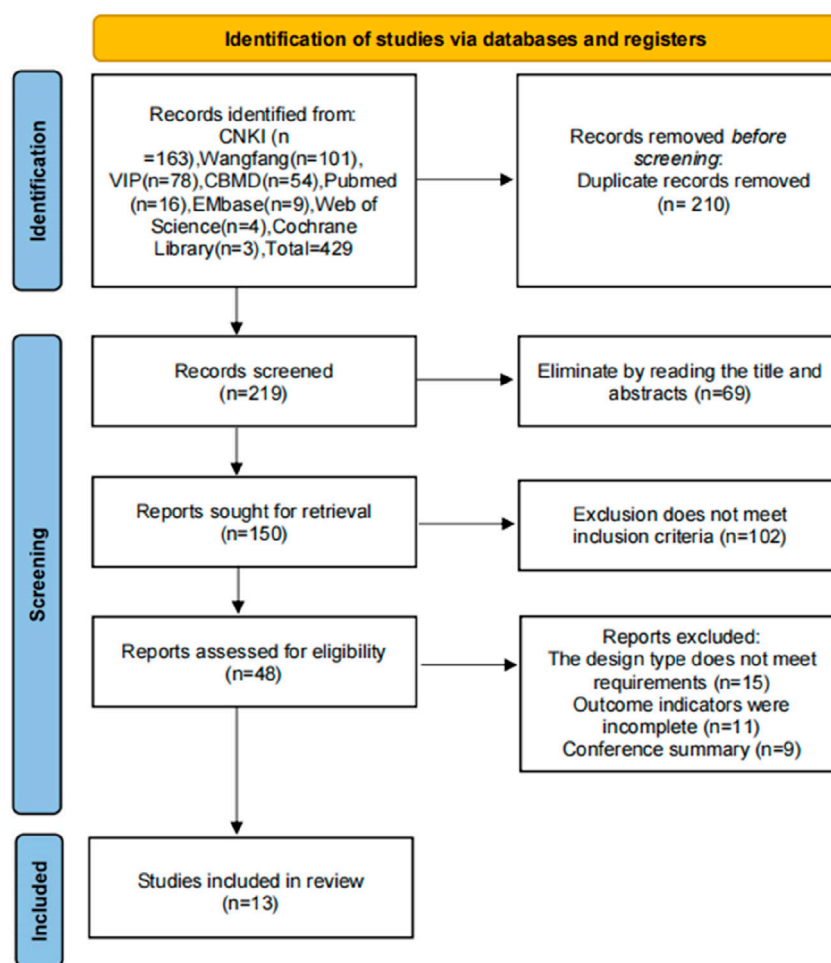 Identification of studies via databases and registers
Identification
Records identified from:
CNKI (n
=163),Wangfang(n=101),
VIP(n=78),CBMD(n=54),Pubmed
(n=16),EMbase(n=9),Web of
Science(n=4),Cochrane
Library(n=3),Total=429
Records removed before
screening:
Duplicate records removed
(n= 210)
Screening
Records screened
(n=219)
Eliminate by reading the title and
abstracts (n=69)
Reports sought for retrieval
(n=150)
Exclusion does not meet
inclusion criteria (n=102)
Reports assessed for eligibility
(n=48)
Reports excluded:
The design type does not meet
requirements (n=15)
Outcome indicators were
incomplete (n=11)
Conference summary (n=9)
Included
Studies included in review
(n=13)